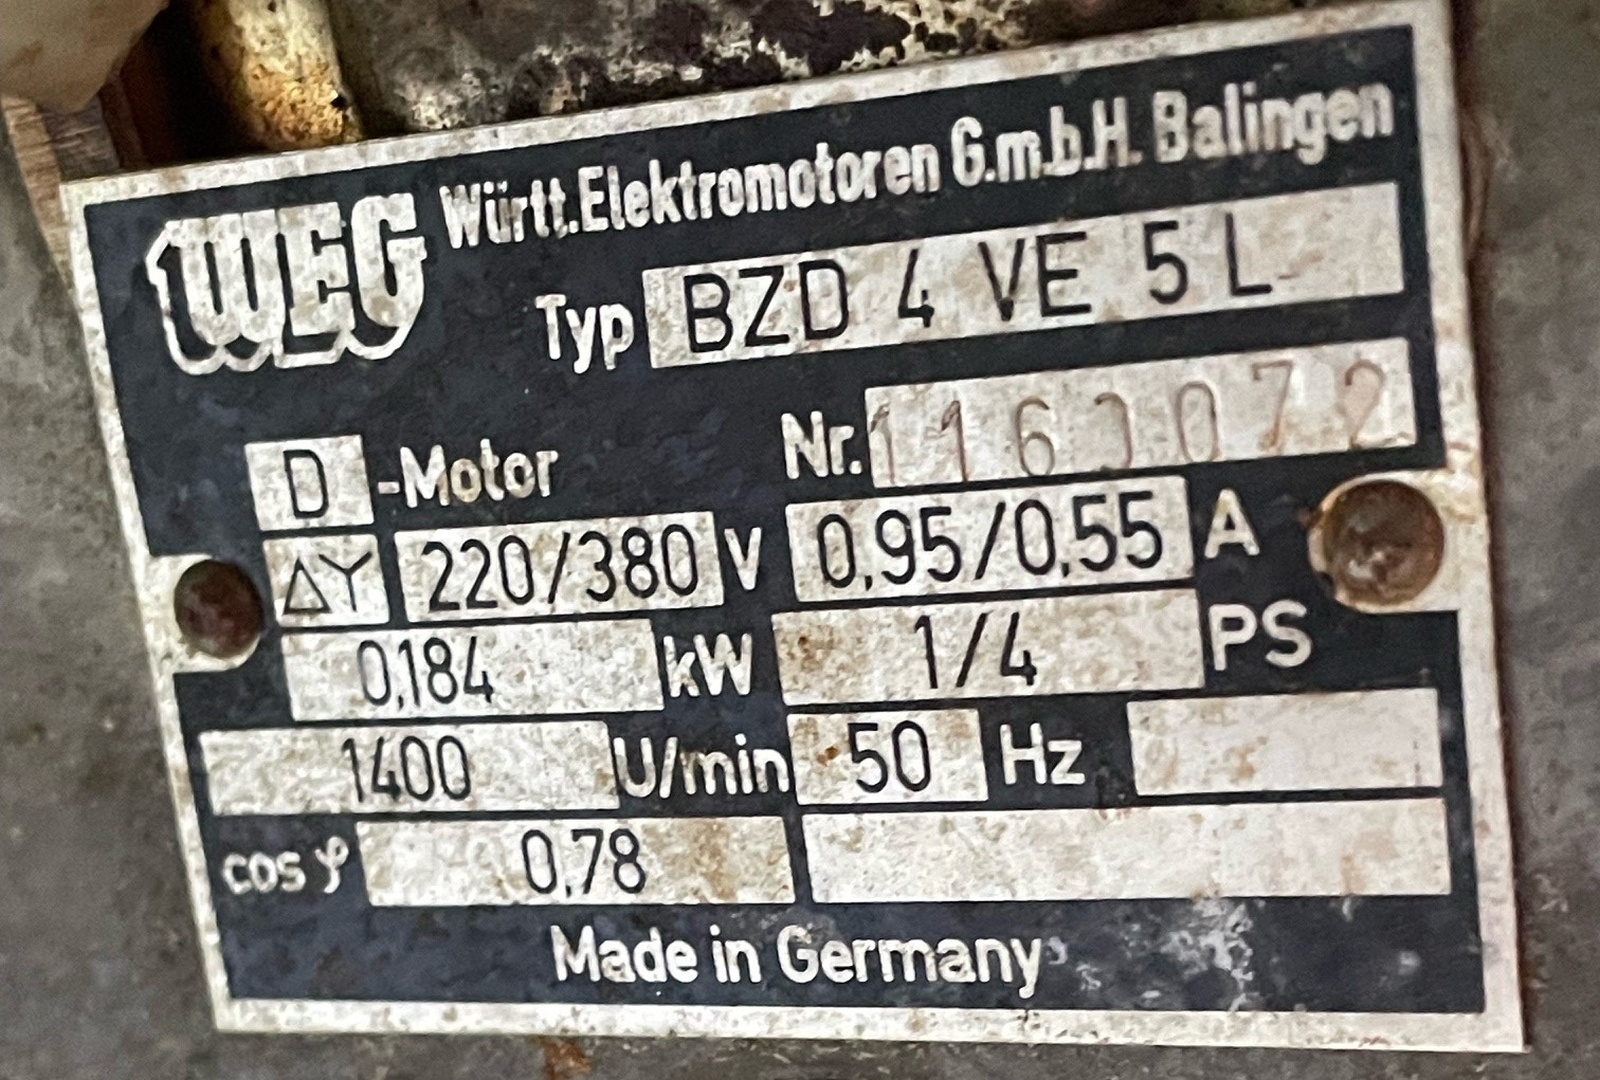 WEG Württ.Elektromotoren G.m.b.H. Balingen
Typ BZD 4 VE 5 L
D -Motor Nr.
ΔY 220/380 V 0,95/0,55 A
0,184 kW 1/4 PS
1400 U/min 50 Hz
cos φ 0,78
Made in Germany